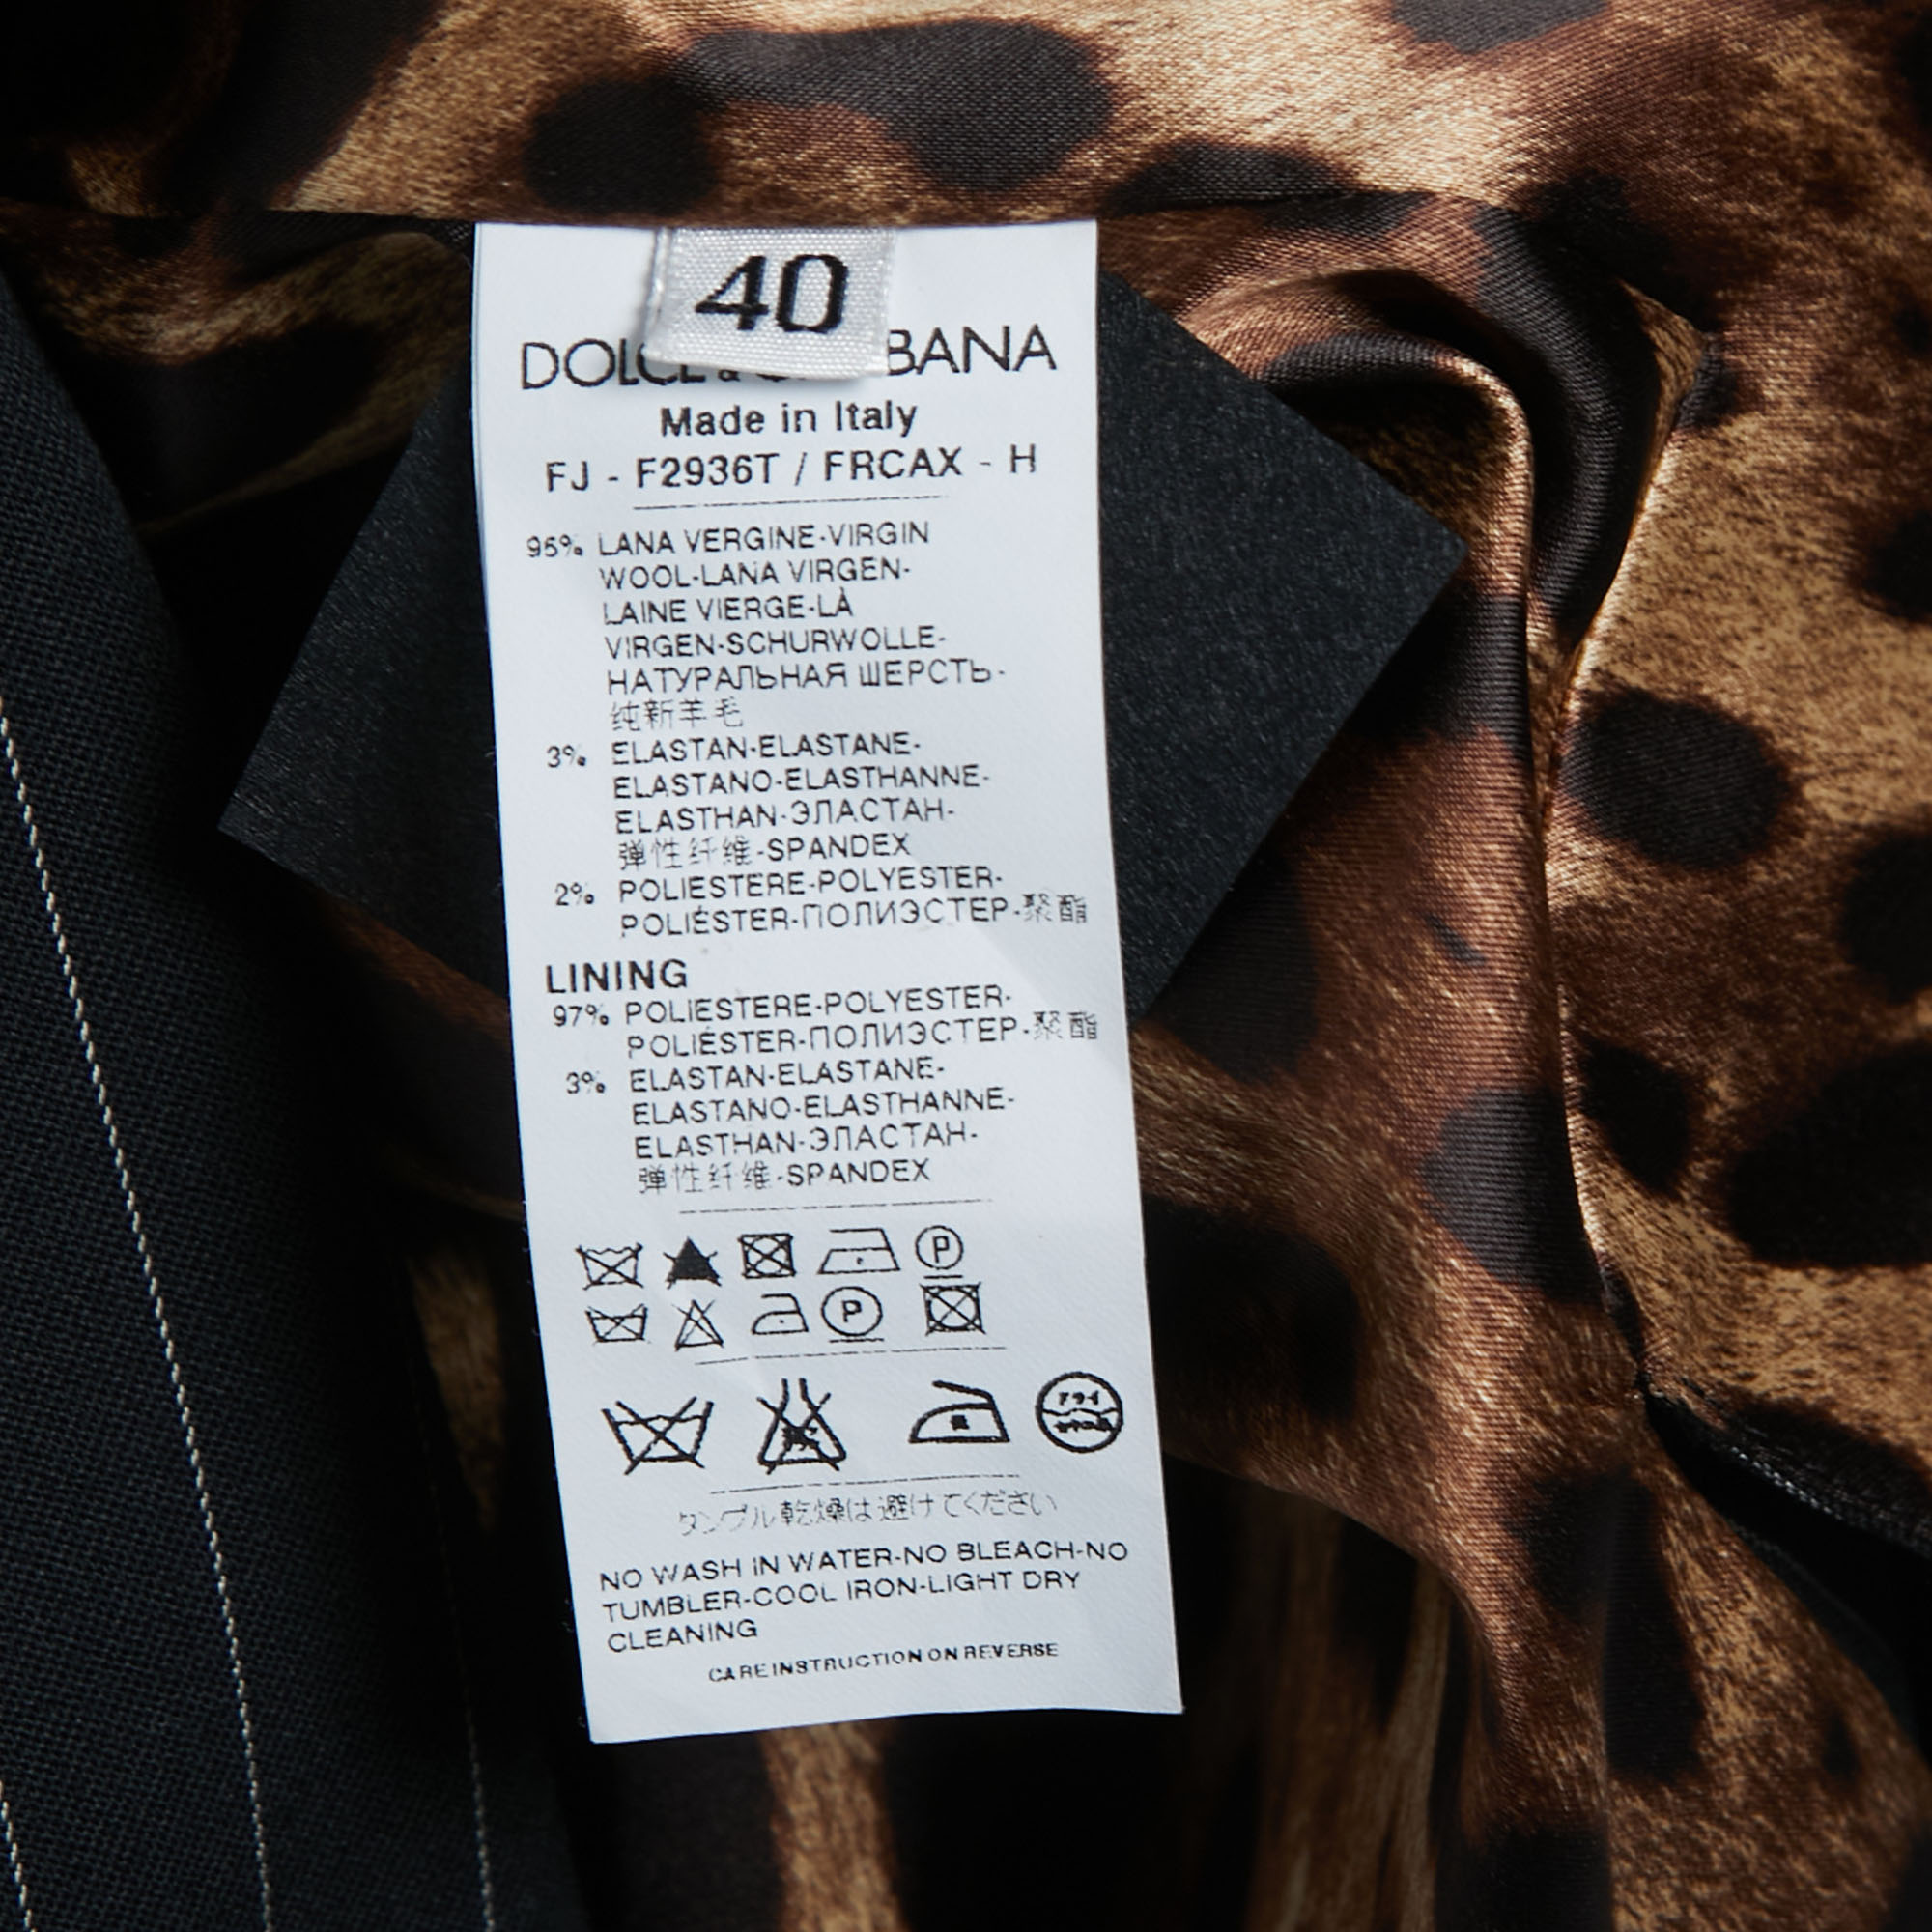 40
DOLCE & GABBANA
Made in Italy
FJ - F2936T / FRCAX - H
95% LANA VERGINE-VIRGIN
WOOL-LANA VIRGEN-
LAINE VIERGE-LÀ
VIRGEN-SCHURWOLLE-
НАТУРАЛЬНАЯ ШЕРСТЬ-
纯新羊毛
3% ELASTAN-ELASTANE-
ELASTANO-ELASTHANNE-
ELASTHAN-ЭЛАСТАН-
弹性纤维-SPANDEX
2% POLIESTERE-POLYESTER-
POLIÉSTER-ПОЛИЭСТЕР-聚酯
LINING
97% POLIESTERE-POLYESTER-
POLIÉSTER-ПОЛИЭСТЕР-聚酯
3% ELASTAN-ELASTANE-
ELASTANO-ELASTHANNE-
ELASTHAN-ЭЛАСТАН-
弹性纤维-SPANDEX
P
P
タンブル乾燥は避けてください
NO WASH IN WATER-NO BLEACH-NO
TUMBLER-COOL IRON-LIGHT DRY
CLEANING
CARE INSTRUCTION ON REVERSE